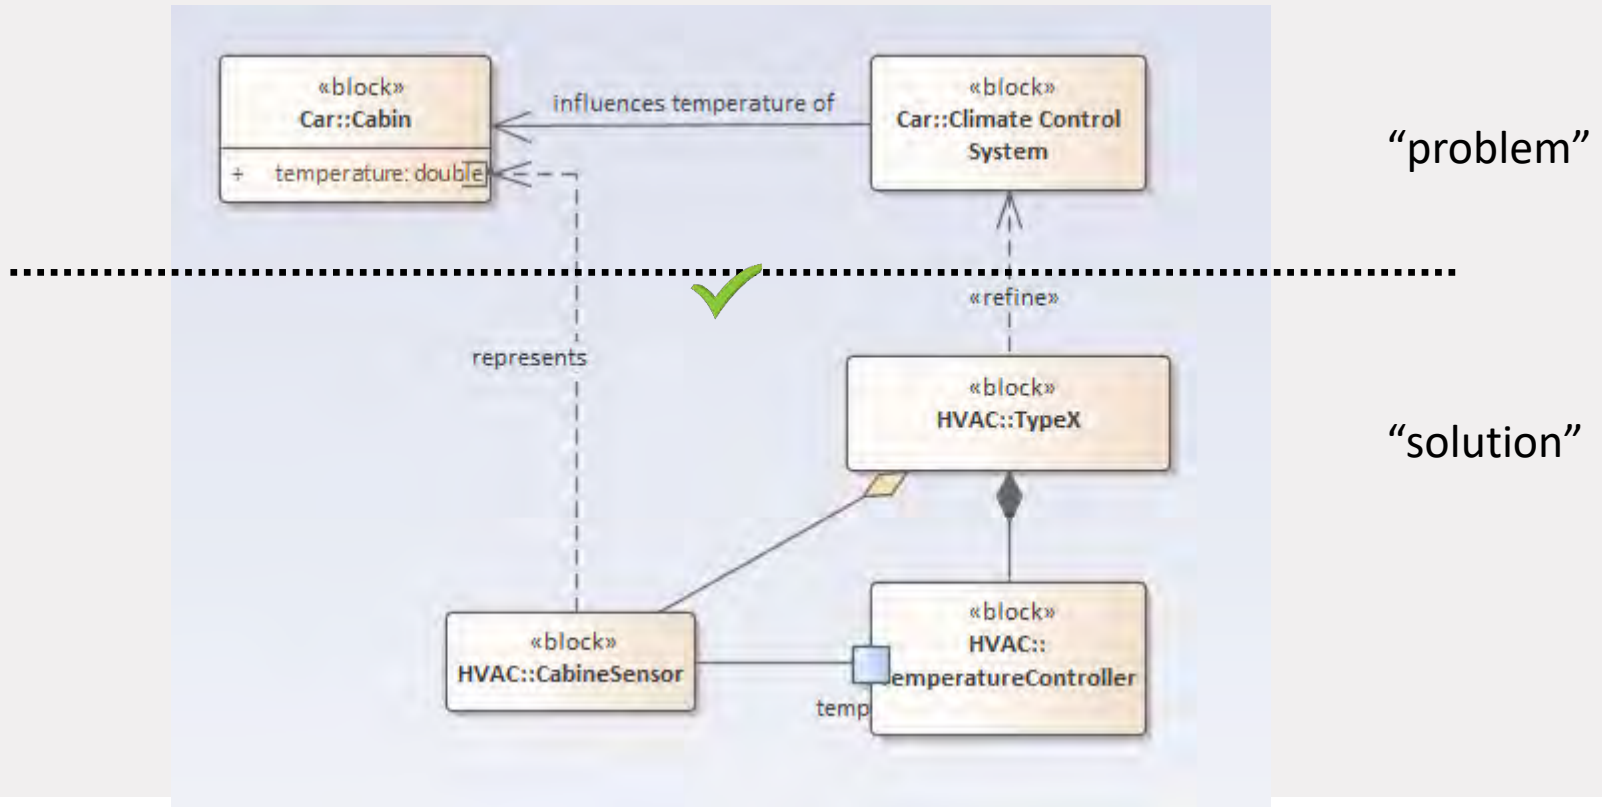 «block»
Car::Cabin
+ temperature: double
influences temperature of
«block»
Car::Climate Control
System
“problem”
«refine»
represents
«block»
HVAC::TypeX
“solution”
«block»
HVAC::CabineSensor
«block»
HVAC::
emperatureController
temp